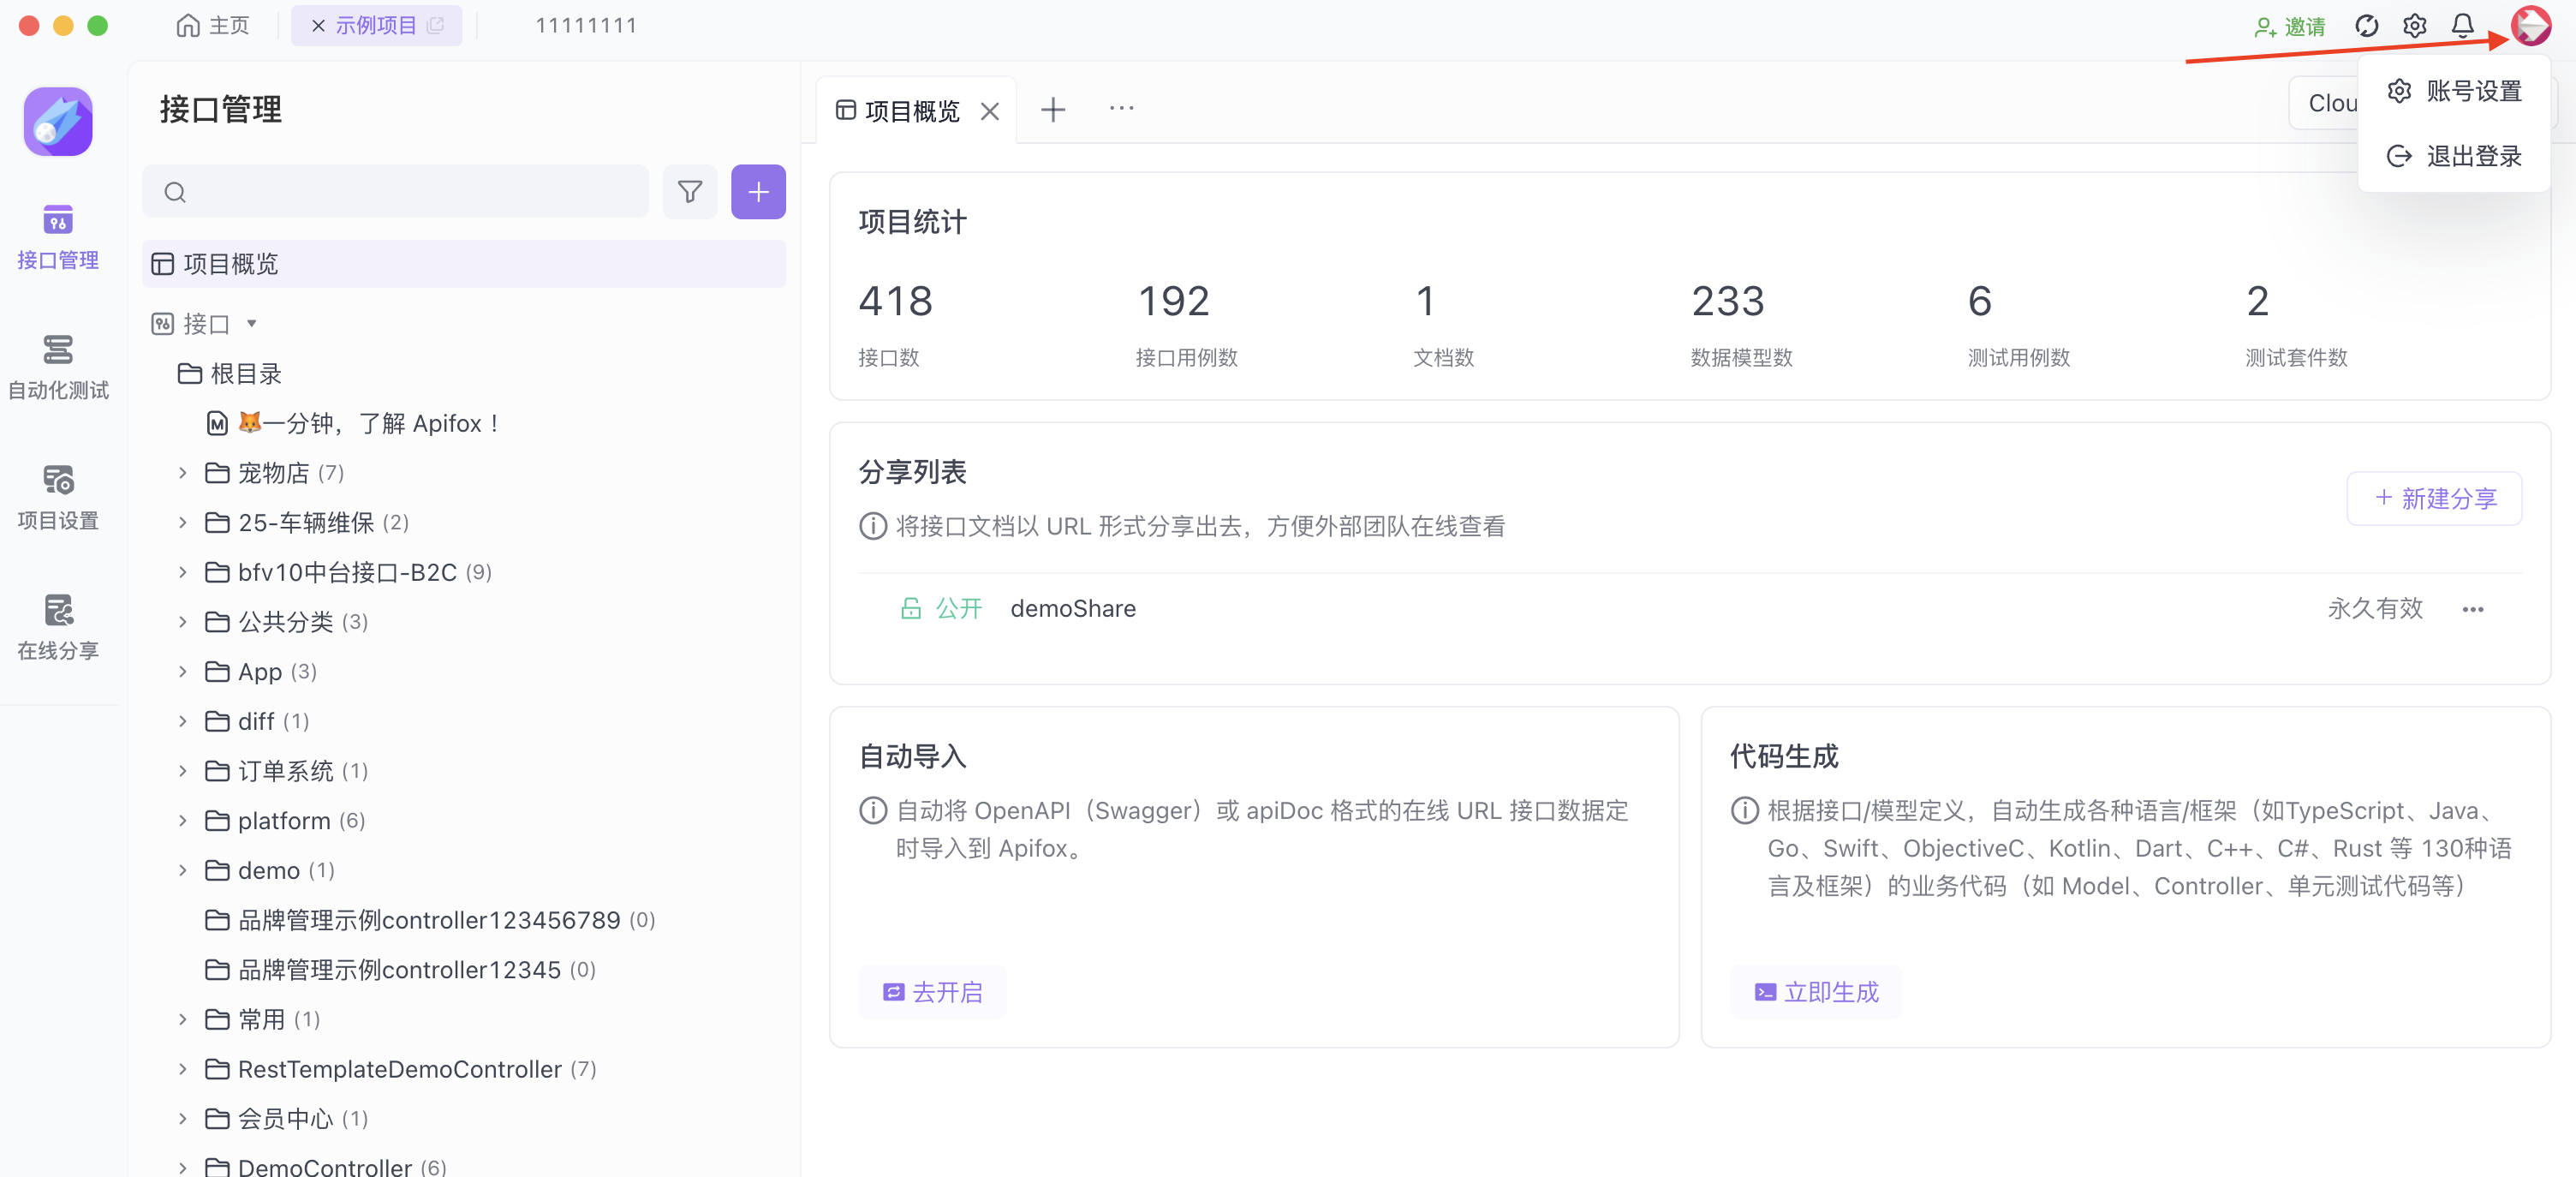 主页
示例项目
11111111
邀请
账号设置
退出登录
接口管理
自动化测试
项目设置
在线分享
接口管理
项目概览
接口
根目录
🦊一分钟，了解 Apifox！
宠物店 (7)
25-车辆维保 (2)
bfv10中台接口-B2C (9)
公共分类 (3)
App (3)
diff (1)
订单系统 (1)
platform (6)
demo (1)
品牌管理示例controller123456789 (0)
品牌管理示例controller12345 (0)
常用 (1)
RestTemplateDemoController (7)
会员中心 (1)
DemoController (6)
项目概览
Clou
项目统计
418 192 1 233 6 2
接口数 接口用例数 文档数 数据模型数 测试用例数 测试套件数
分享列表
将接口文档以 URL 形式分享出去，方便外部团队在线查看
新建分享
公开 demoShare 永久有效
自动导入
自动将 OpenAPI（Swagger）或 apiDoc 格式的在线 URL 接口数据定
时导入到 Apifox。
去开启
代码生成
根据接口/模型定义，自动生成各种语言/框架（如TypeScript、Java、
Go、Swift、ObjectiveC、Kotlin、Dart、C++、C#、Rust 等 130种语
言及框架）的业务代码（如 Model、Controller、单元测试代码等）
立即生成